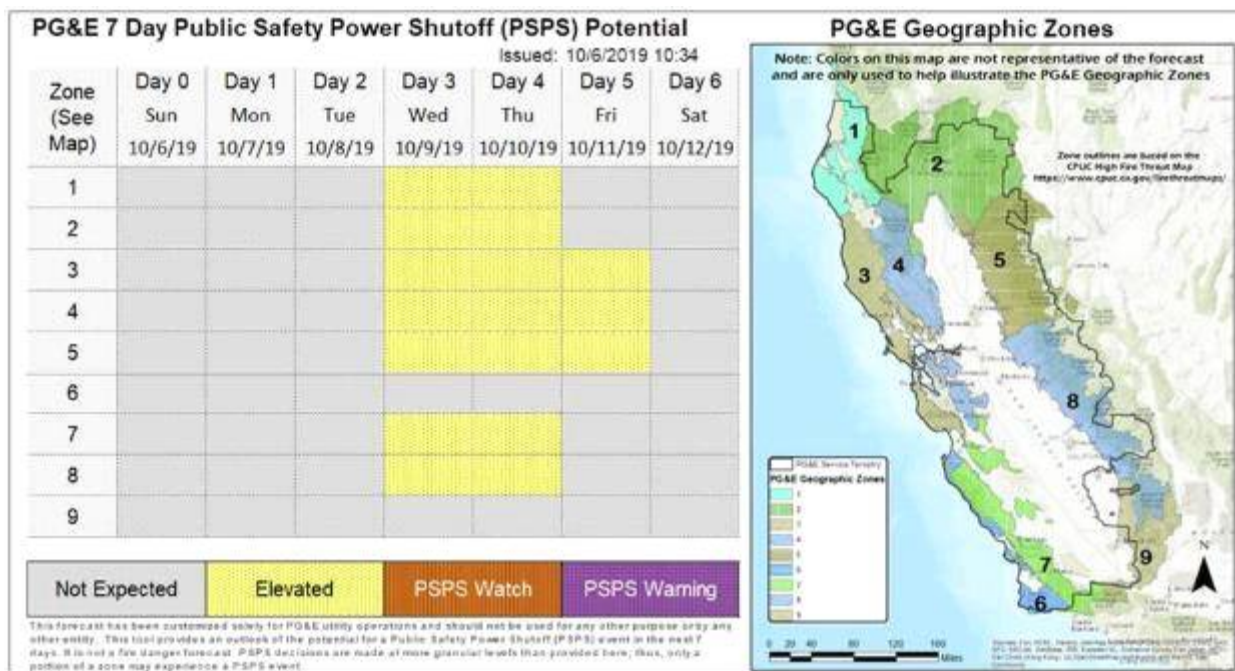 PG&E 7 Day Public Safety Power Shutoff (PSPS) Potential
Issued: 10/6/2019 10:34
Zone (See Map)
Day 0 Day 1 Day 2 Day 3 Day 4 Day 5 Day 6
Sun Mon Tue Wed Thu Fri Sat
10/6/19 10/7/19 10/8/19 10/9/19 10/10/19 10/11/19 10/12/19
1
2
3
4
5
6
7
8
9
Not Expected Elevated PSPS Watch PSPS Warning
This forecast has been customized solely for PG&E utility operations and should not be used for any other purpose or by any
other entity. This tool provides an outlook of the potential for a Public Safety Power Shutoff (PSPS) event in the next 7
days. It is not a fire danger forecast. PSPS decisions are made at more granular levels than provided here; thus, only a
portion of a zone may experience a PSPS event.
PG&E Geographic Zones
Note: Colors on this map are not representative of the forecast
and are only used to help illustrate the PG&E Geographic Zones
Zone outlines are based on the
CPUC High Fire Threat Map
https://www.cpuc.ca.gov/firethreatmaps/
1
2
3
4
5
8
7
6
9
N
PG&E Service Territory
PG&E Geographic Zones
1
2
3
4
5
6
7
8
9
0 20 40 80 120 160
Miles